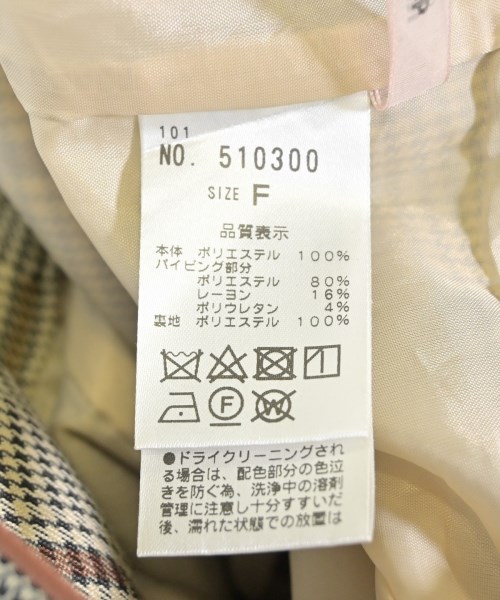 101
NO. 510300
SIZE F
品質表示
本体 ポリエステル 100%
パイピング部分
ポリエステル 80%
レーヨン 16%
ポリウレタン 4%
裏地 ポリエステル 100%
F W
●ドライクリーニングされ
る場合は、配色部分の色泣
きを防ぐ為、洗浄中の溶剤
管理に注意し十分すすいだ
後、濡れた状態での放置は